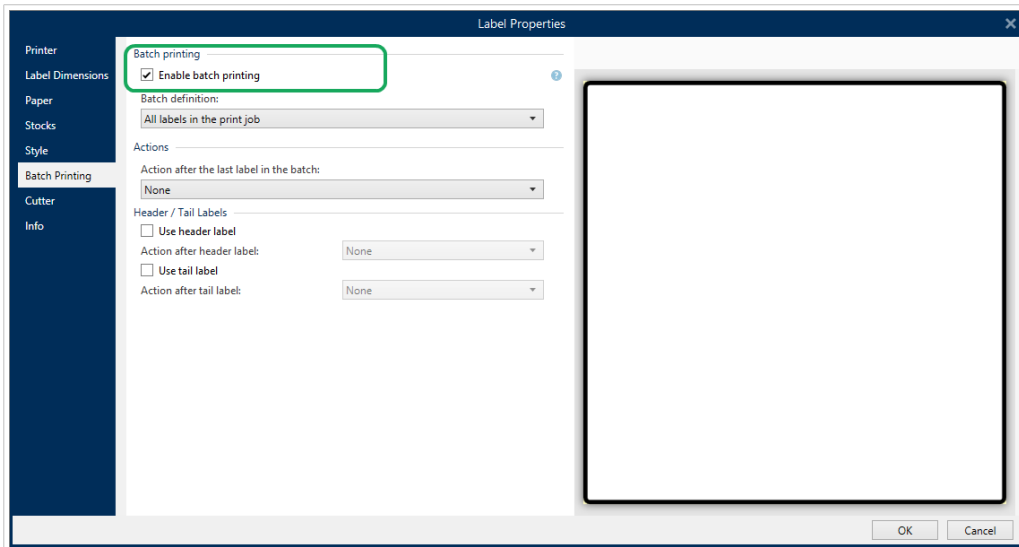 Label Properties
Printer
Label Dimensions
Paper
Stocks
Style
Batch Printing
Cutter
Info
Batch printing
Enable batch printing
?
Batch definition:
All labels in the print job
Actions
Action after the last label in the batch:
None
Header / Tail Labels
Use header label
Action after header label: None
Use tail label
Action after tail label: None
OK Cancel